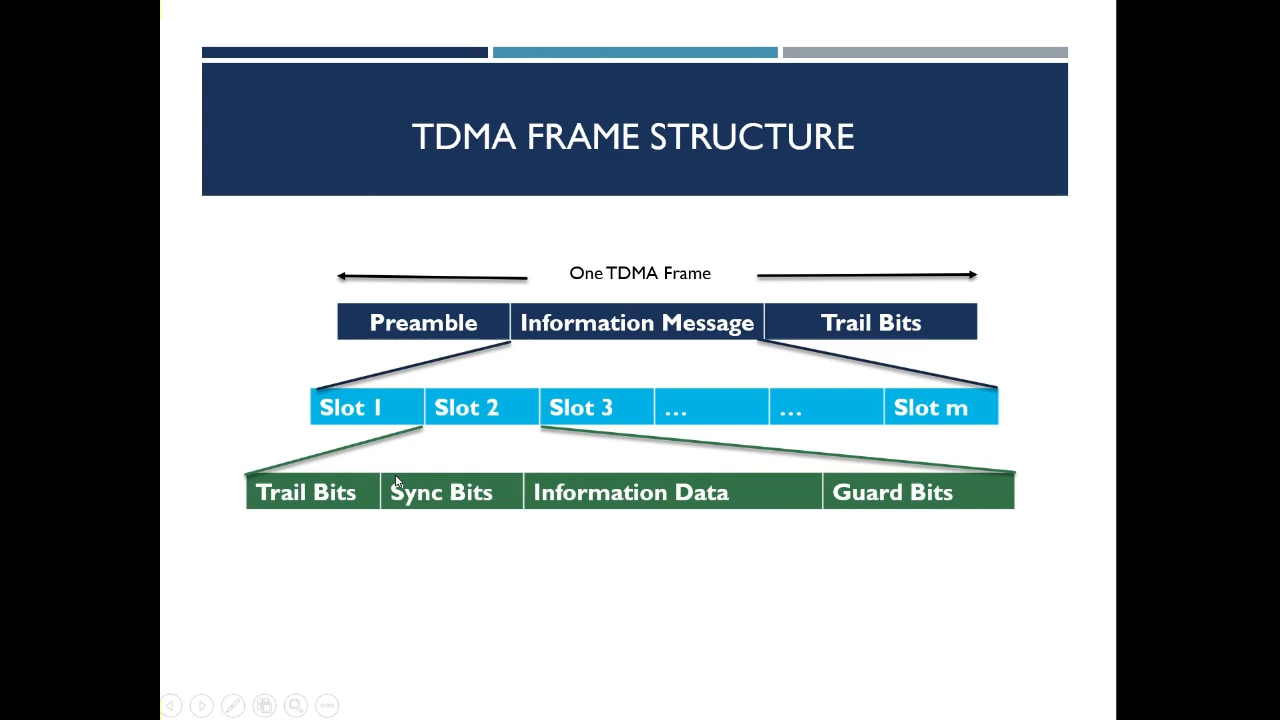 TDMA FRAME STRUCTURE
One TDMA Frame
Preamble Information Message Trail Bits
Slot 1 Slot 2 Slot 3 ... ... Slot m
Trail Bits Sync Bits Information Data Guard Bits